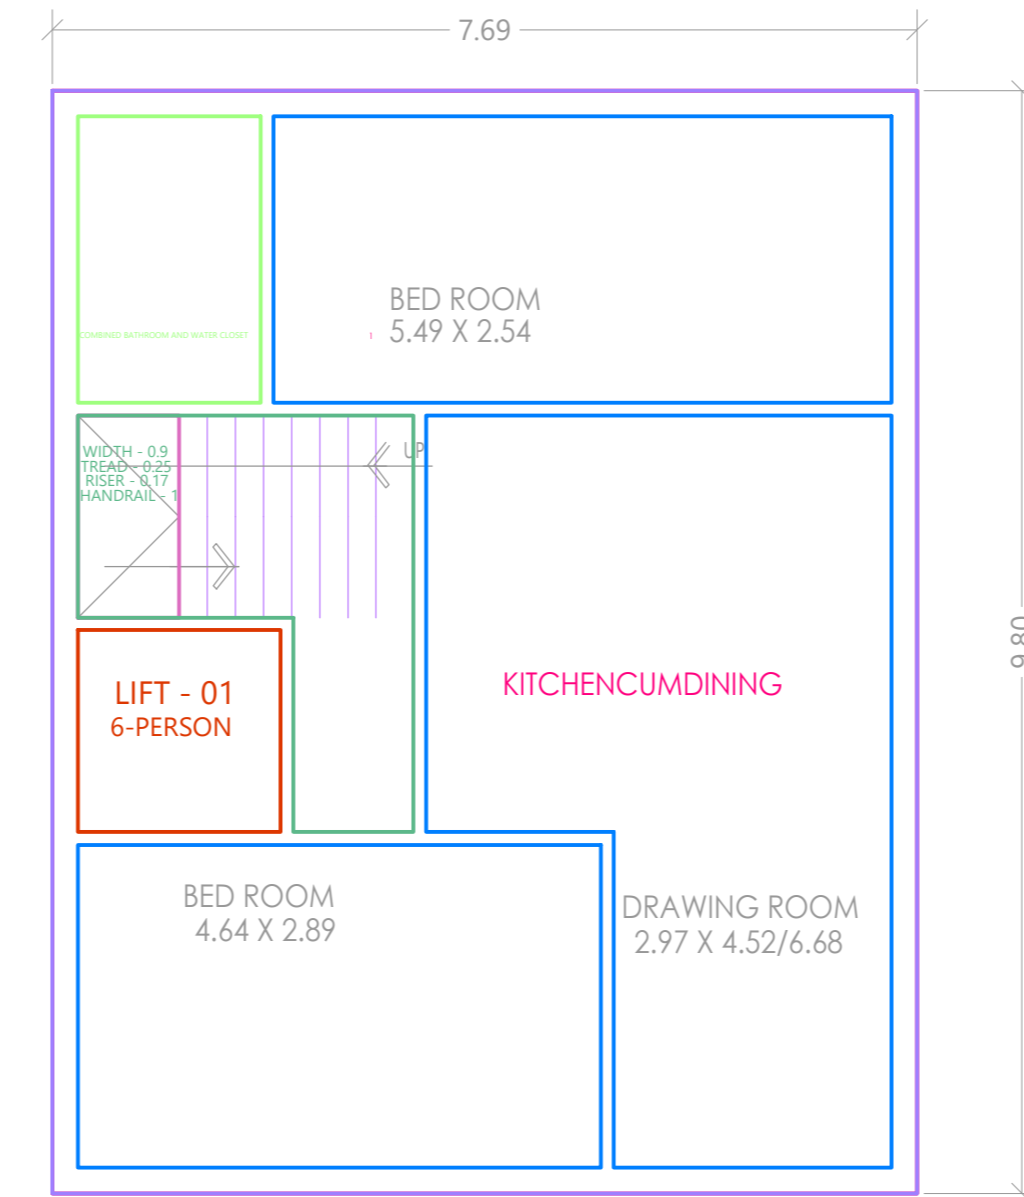 7.69
BED ROOM
5.49 X 2.54
COMBINED BATHROOM AND WATER CLOSET
UP
WIDTH - 0.9
TREAD - 0.25
RISER - 0.17
HANDRAIL - 1
9.80
LIFT - 01
6-PERSON
KITCHENCUMDINING
BED ROOM
4.64 X 2.89
DRAWING ROOM
2.97 X 4.52/6.68